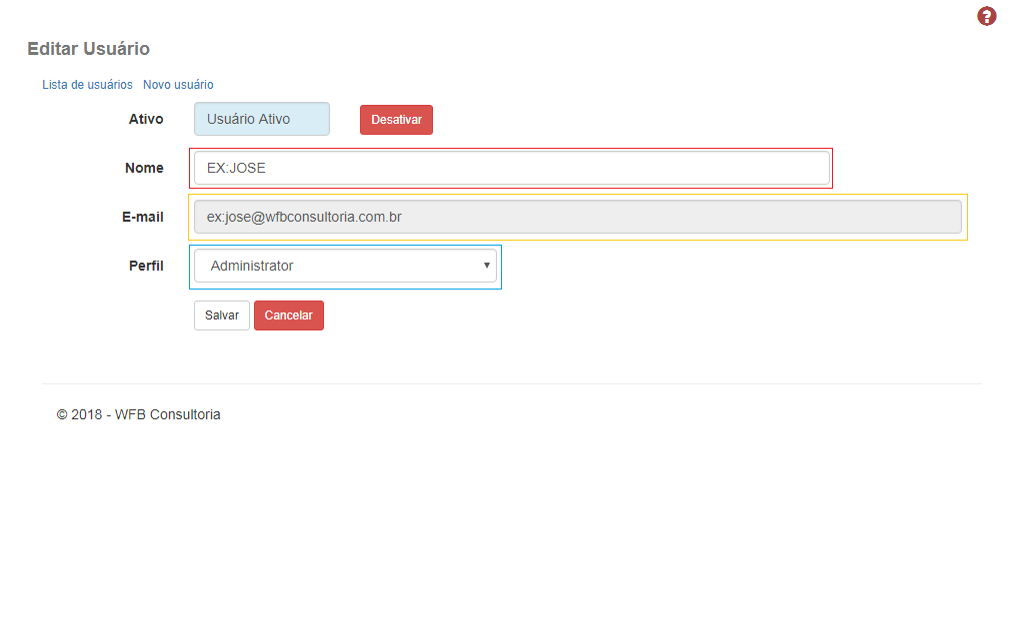 ?
Editar Usuário
Lista de usuários Novo usuário
Ativo Usuário Ativo Desativar
Nome EX:JOSE
E-mail ex:jose@wfbconsultoria.com.br
Perfil Administrator
Salvar Cancelar
© 2018 - WFB Consultoria